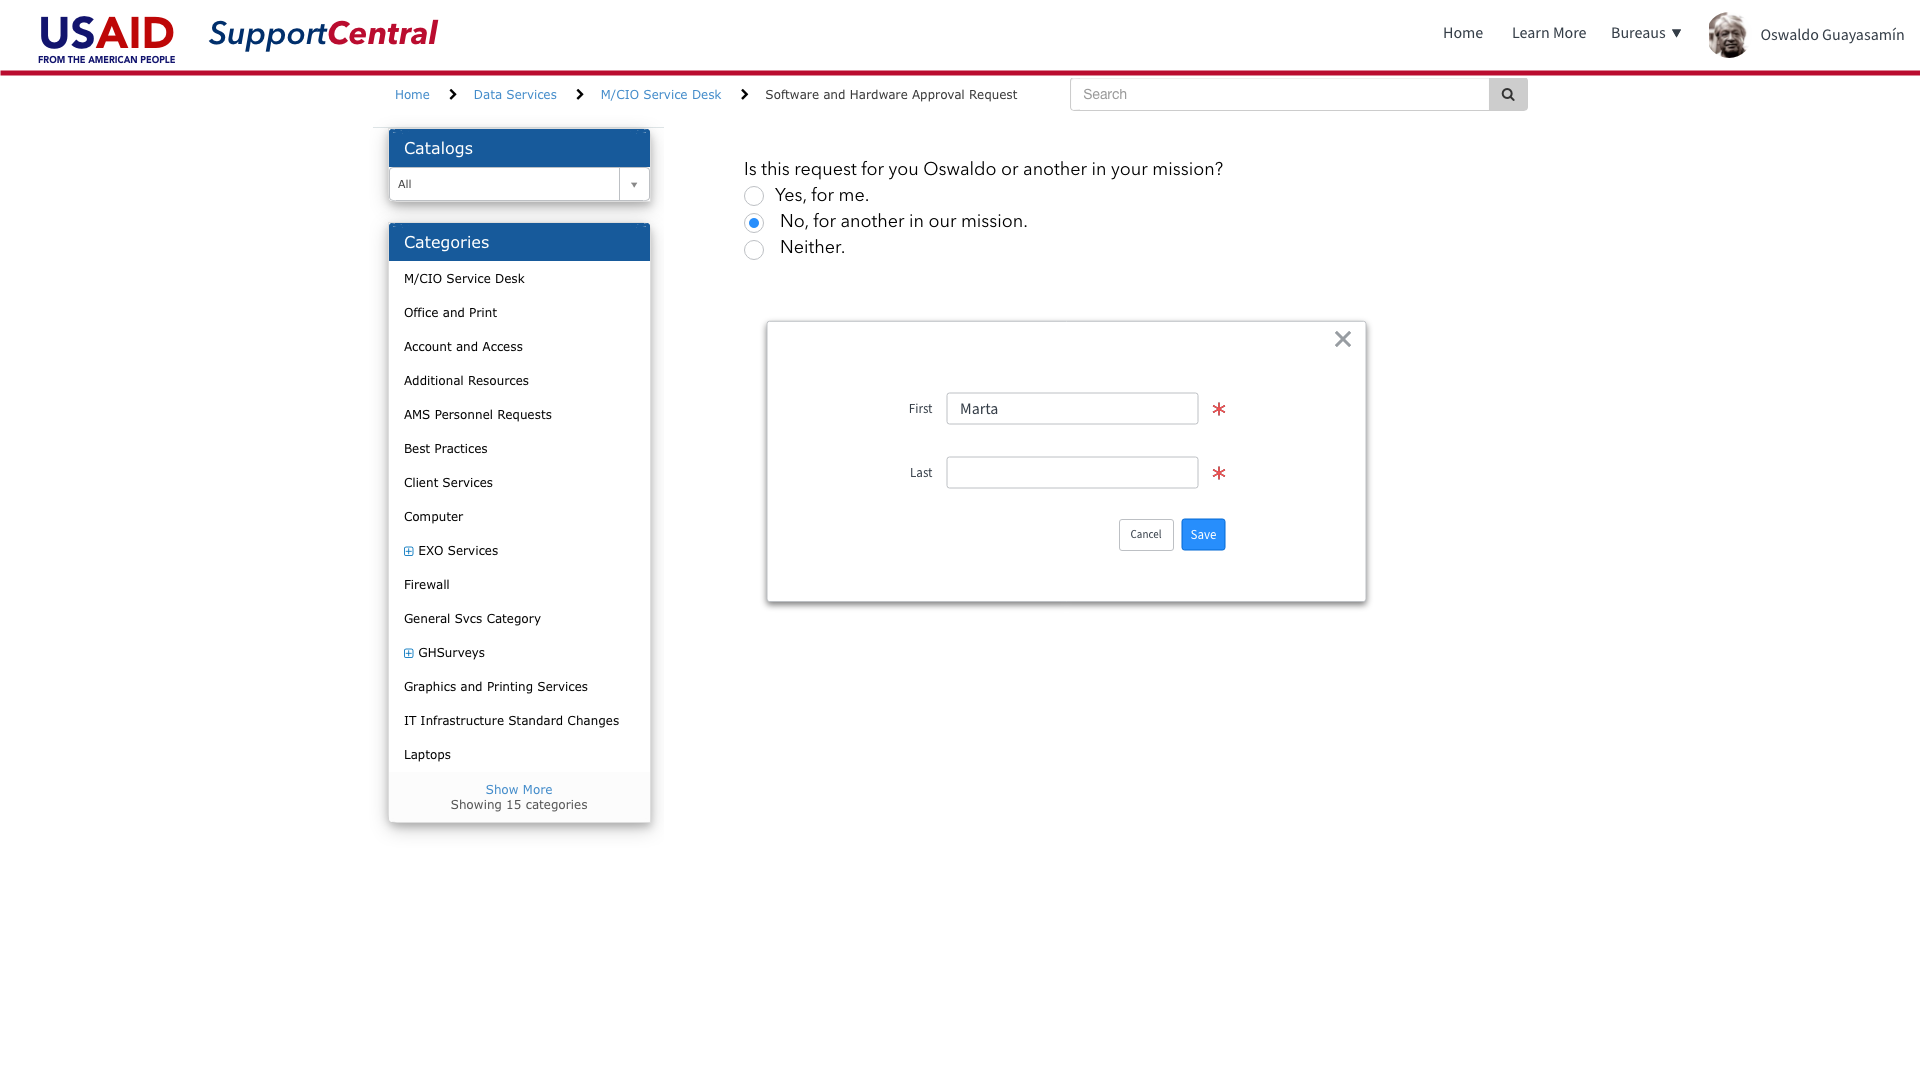 USAID
FROM THE AMERICAN PEOPLE
SupportCentral
Home
Learn More
Bureaus ▼
Oswaldo Guayasamín
Home
Data Services
M/CIO Service Desk
Software and Hardware Approval Request
Search
Catalogs
All
Categories
M/CIO Service Desk
Office and Print
Account and Access
Additional Resources
AMS Personnel Requests
Best Practices
Client Services
Computer
EXO Services
Firewall
General Svcs Category
GHSurveys
Graphics and Printing Services
IT Infrastructure Standard Changes
Laptops
Show More
Showing 15 categories
Is this request for you Oswaldo or another in your mission?
Yes, for me.
No, for another in our mission.
Neither.
First
Marta
*
Last
*
Cancel
Save